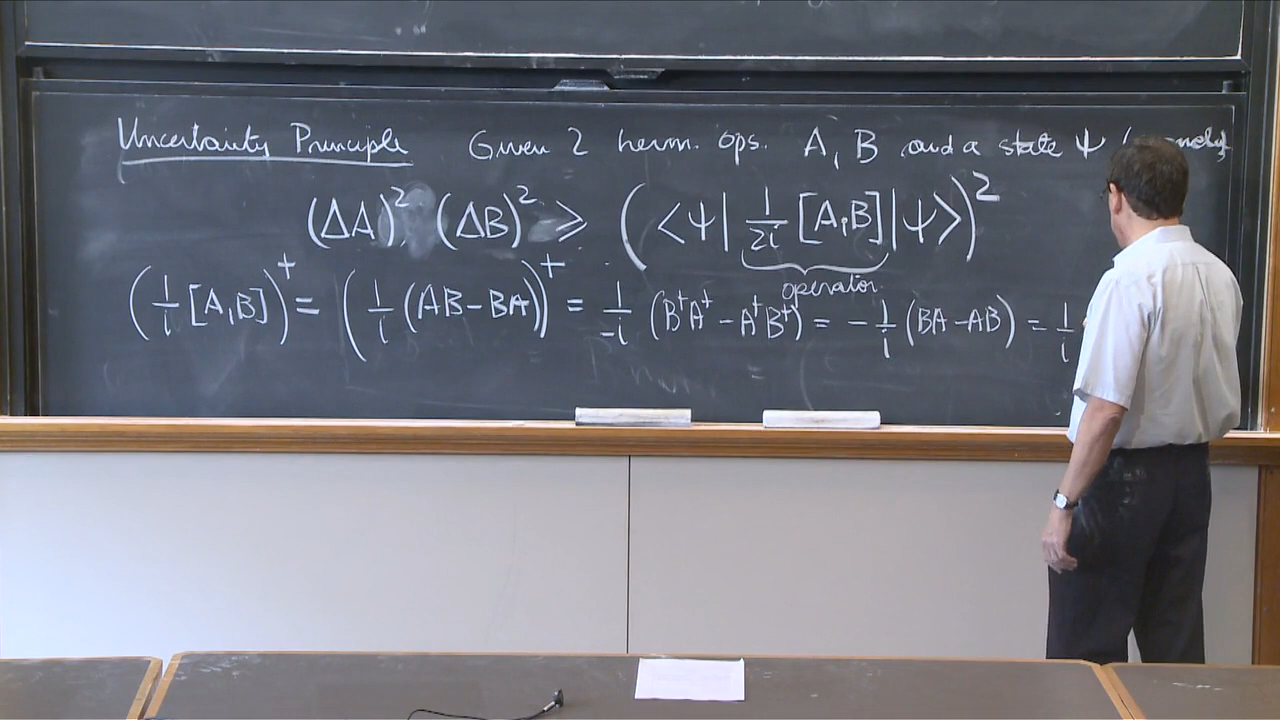 Uncertainty Principle Given 2 herm. ops. A, B and a state Ψ
(ΔA)² (ΔB)² ≥ (<Ψ| 1/2i [A,B] |Ψ>)²
operator
(1/i [A,B])† = (1/i (AB-BA))† = 1/-i (B†A† - A†B†) = -1/i (BA-AB) = 1/i